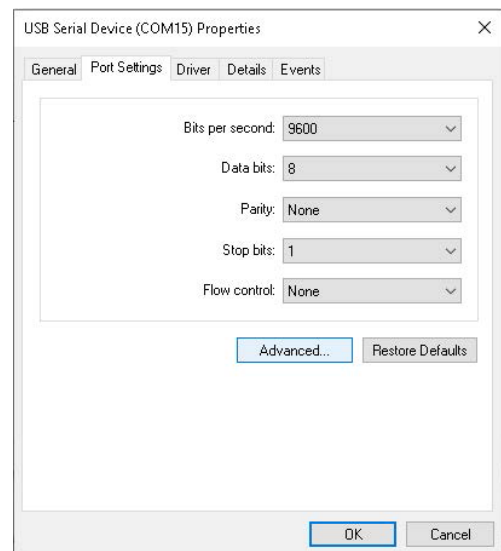 USB Serial Device (COM15) Properties
General Port Settings Driver Details Events
Bits per second: 9600
Data bits: 8
Parity: None
Stop bits: 1
Flow control: None
Advanced... Restore Defaults
OK Cancel